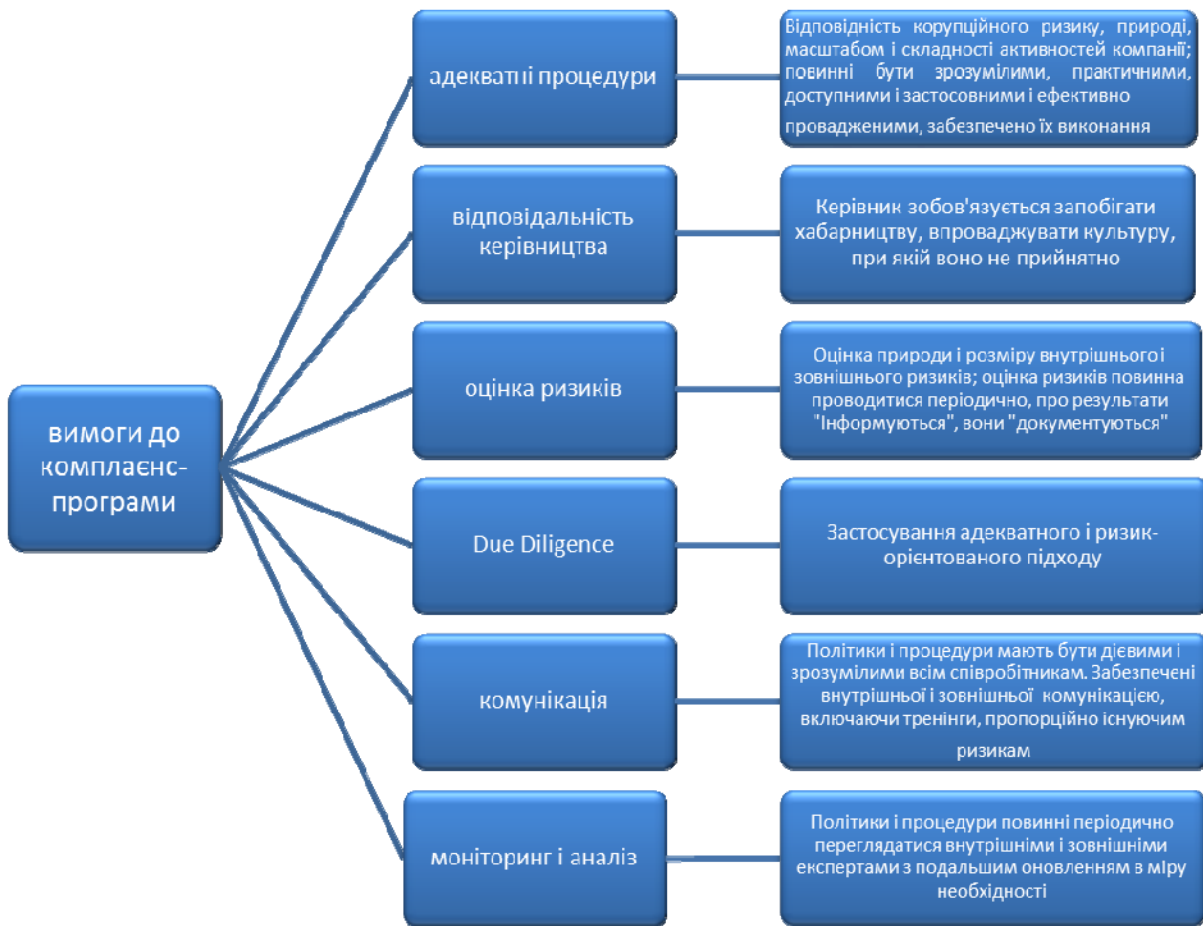 вимоги до
комплаєнс-
програми
адекватні процедури
Відповідність корупційного ризику, природі,
масштабом і складності активностей компанії;
повинні бути зрозумілими, практичними,
доступними і застосовними і ефективно
провадженими, забезпечено їх виконання
відповідальність
керівництва
Керівник зобов'язується запобігати
хабарництву, впроваджувати культуру,
при якій воно не прийнятно
оцінка ризиків
Оцінка природи і розміру внутрішнього і
зовнішнього ризиків; оцінка ризиків повинна
проводитися періодично, про результати
"Інформуються", вони "документуються"
Due Diligence
Застосування адекватного і ризик-
орієнтованого підходу
комунікація
Політики і процедури мають бути дієвими і
зрозумілими всім співробітникам. Забезпечені
внутрішньої і зовнішньої комунікацією,
включаючи тренінги, пропорційно існуючим
ризикам
моніторинг і аналіз
Політики і процедури повинні періодично
переглядатися внутрішніми і зовнішніми
експертами з подальшим оновленням в міру
необхідності